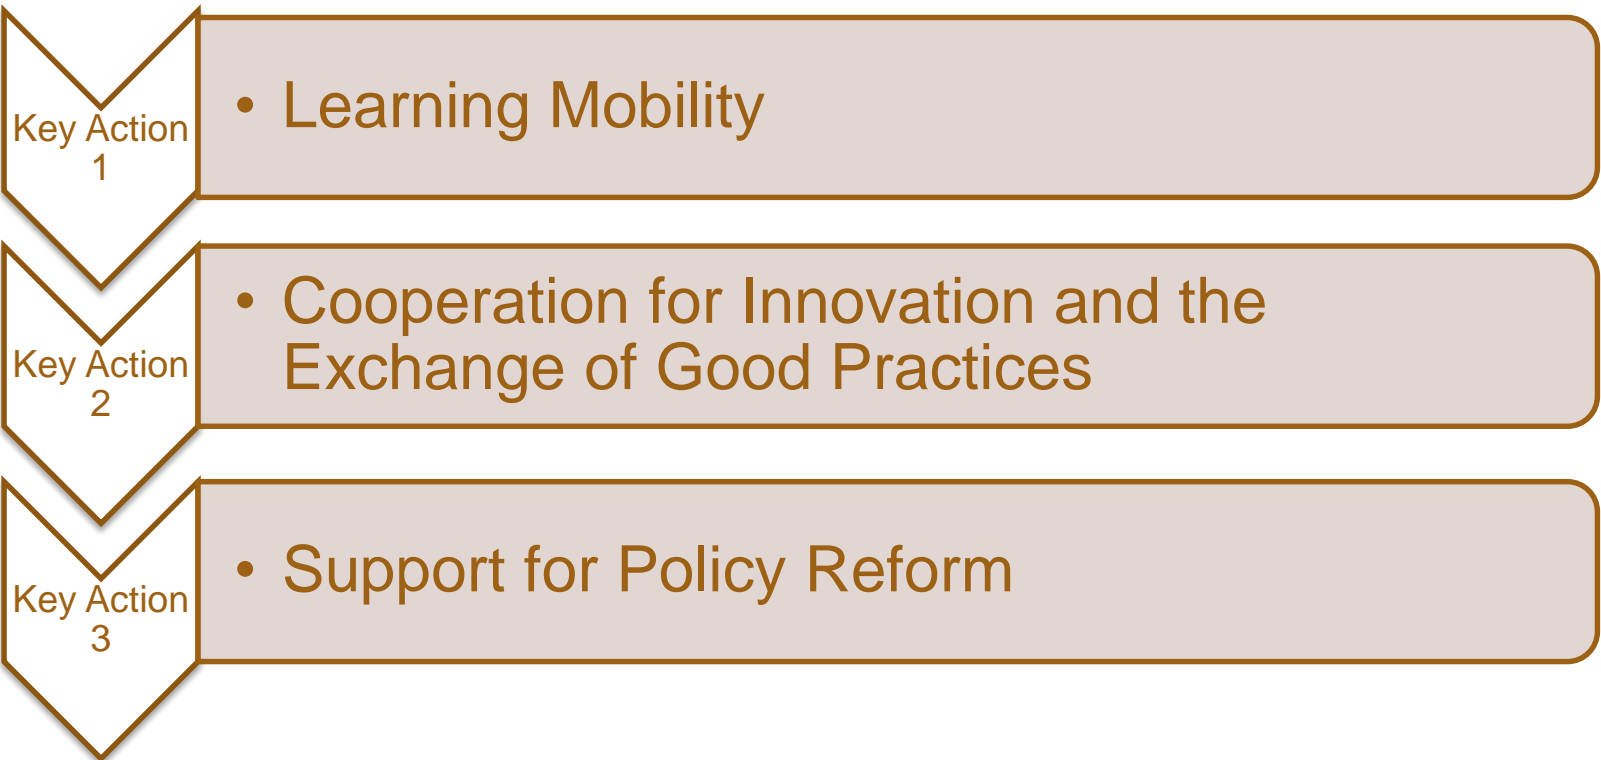 Key Action
1
• Learning Mobility
Key Action
2
• Cooperation for Innovation and the
Exchange of Good Practices
Key Action
3
• Support for Policy Reform